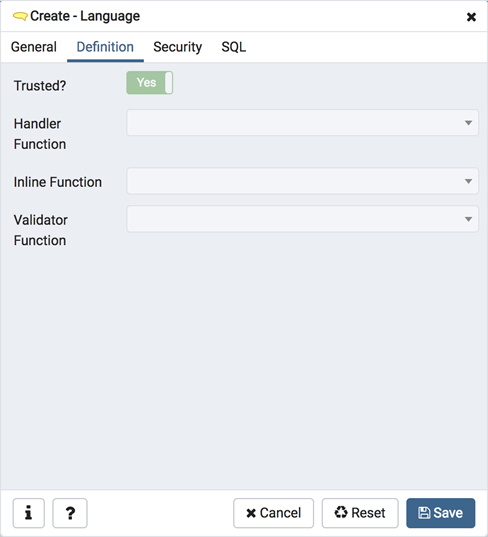 Create - Language
General Definition Security SQL
Trusted? Yes
Handler
Function
Inline Function
Validator
Function
i ? Cancel Reset Save